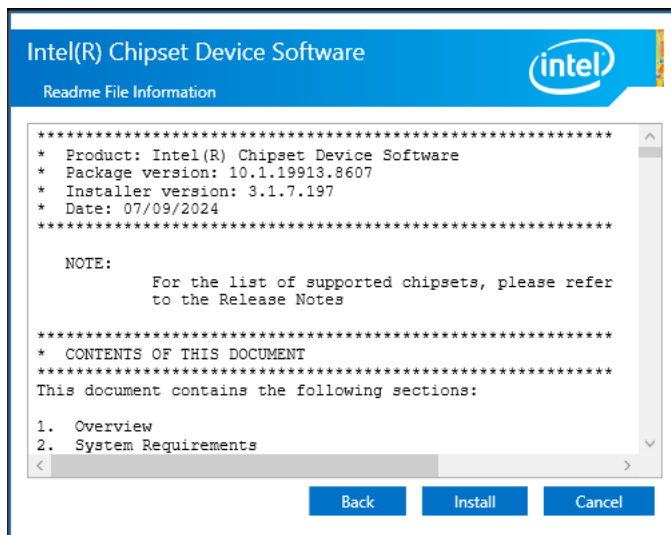 Intel(R) Chipset Device Software
intel
Readme File Information
************************************************************
*  Product: Intel(R) Chipset Device Software
*  Package version: 10.1.19913.8607
*  Installer version: 3.1.7.197
*  Date: 07/09/2024
************************************************************
NOTE:
For the list of supported chipsets, please refer
to the Release Notes
************************************************************
*  CONTENTS OF THIS DOCUMENT
************************************************************
This document contains the following sections:
1.  Overview
2.  System Requirements
Back
Install
Cancel